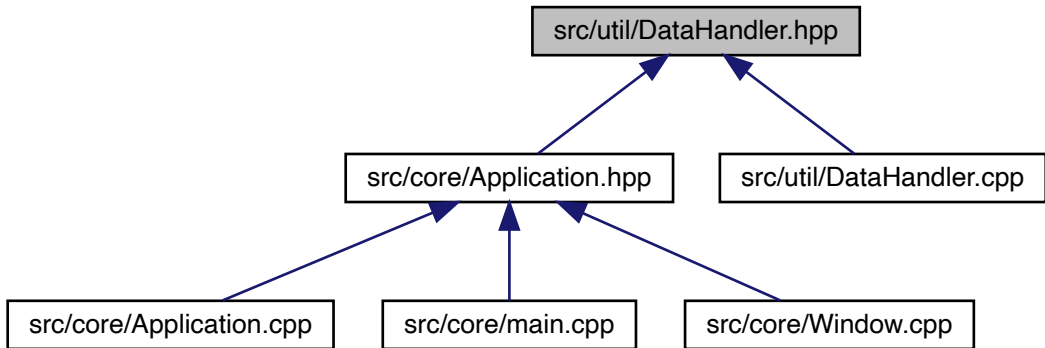 src/util/DataHandler.hpp
src/core/Application.hpp
src/util/DataHandler.cpp
src/core/Application.cpp
src/core/main.cpp
src/core/Window.cpp